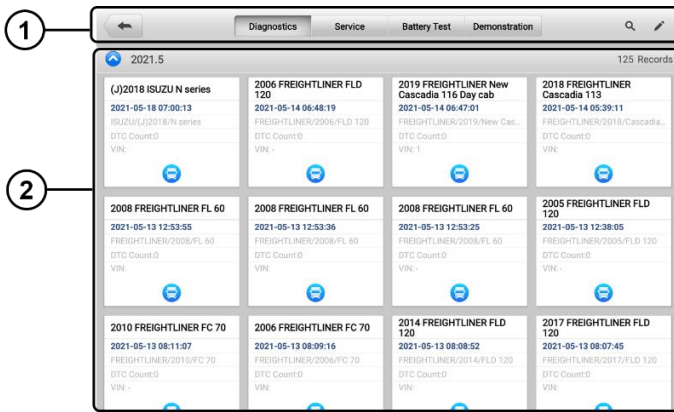 1
Diagnostics Service Battery Test Demonstration
2021.5 125 Records
2
(J)2018 ISUZU N series
2021-05-18 07:00:13
ISUZU/(J)2018/N series
DTC Count:0
VIN:
2006 FREIGHTLINER FLD
120
2021-05-14 06:48:19
FREIGHTLINER/2006/FLD 120
DTC Count:0
VIN: -
2019 FREIGHTLINER New
Cascadia 116 Day cab
2021-05-14 06:47:01
FREIGHTLINER/2019/New Cas...
DTC Count:0
VIN: 1
2018 FREIGHTLINER
Cascadia 113
2021-05-14 05:39:11
FREIGHTLINER/2018/Cascadia...
DTC Count:0
VIN:
2008 FREIGHTLINER FL 60
2021-05-13 12:53:55
FREIGHTLINER/2008/FL 60
DTC Count:0
VIN:
2008 FREIGHTLINER FL 60
2021-05-13 12:53:36
FREIGHTLINER/2008/FL 60
DTC Count:0
VIN:
2008 FREIGHTLINER FL 60
2021-05-13 12:53:25
FREIGHTLINER/2008/FL 60
DTC Count:0
VIN: -
2005 FREIGHTLINER FLD
120
2021-05-13 12:38:05
FREIGHTLINER/2005/FLD 120
DTC Count:0
VIN: -
2010 FREIGHTLINER FC 70
2021-05-13 08:11:07
FREIGHTLINER/2010/FC 70
DTC Count:0
VIN: -
2006 FREIGHTLINER FC 70
2021-05-13 08:09:16
FREIGHTLINER/2006/FC 70
DTC Count:0
VIN:
2014 FREIGHTLINER FLD
120
2021-05-13 08:08:52
FREIGHTLINER/2014/FLD 120
DTC Count:0
VIN:
2017 FREIGHTLINER FLD
120
2021-05-13 08:07:45
FREIGHTLINER/2017/FLD 120
DTC Count:0
VIN: